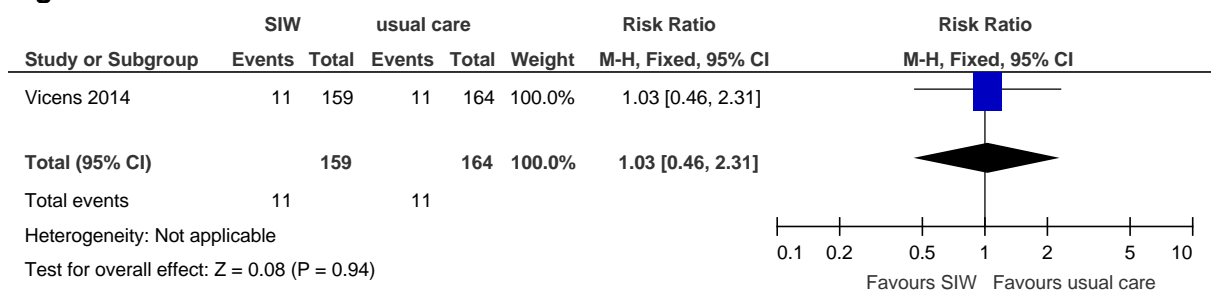 SIW usual care Risk Ratio Risk Ratio
Study or Subgroup Events Total Events Total Weight M-H, Fixed, 95% CI M-H, Fixed, 95% CI
Vicens 2014 11 159 11 164 100.0% 1.03 [0.46, 2.31]
Total (95% CI) 159 164 100.0% 1.03 [0.46, 2.31]
Total events 11 11
Heterogeneity: Not applicable
Test for overall effect: Z = 0.08 (P = 0.94)
0.1 0.2 0.5 1 2 5 10
Favours SIW Favours usual care